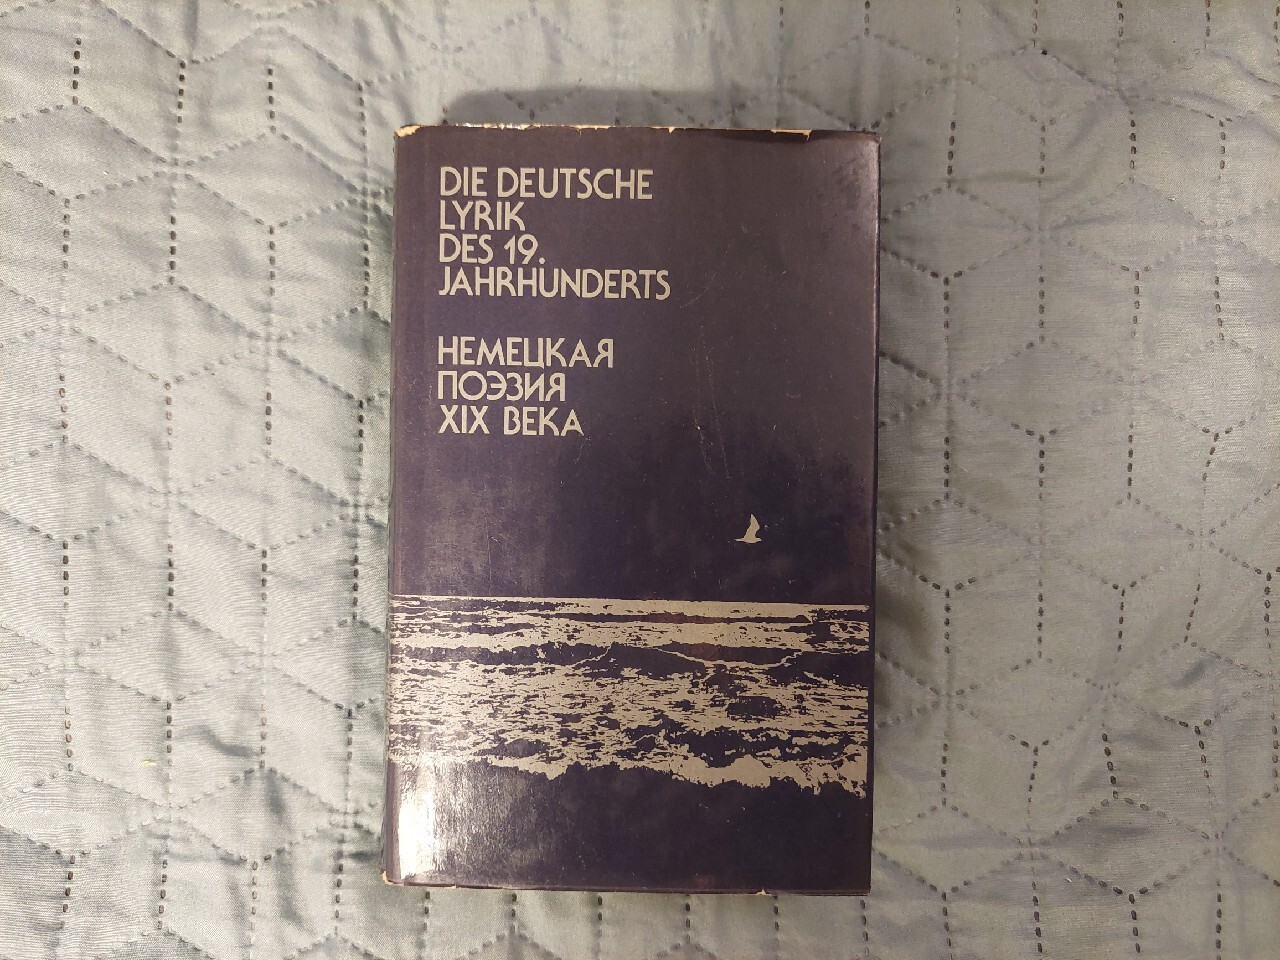 DIE DEUTSCHE
LYRIK
DES 19.
JAHRHUNDERTS
НЕМЕЦКАЯ
ПОЭЗИЯ
XIX ВЕКА